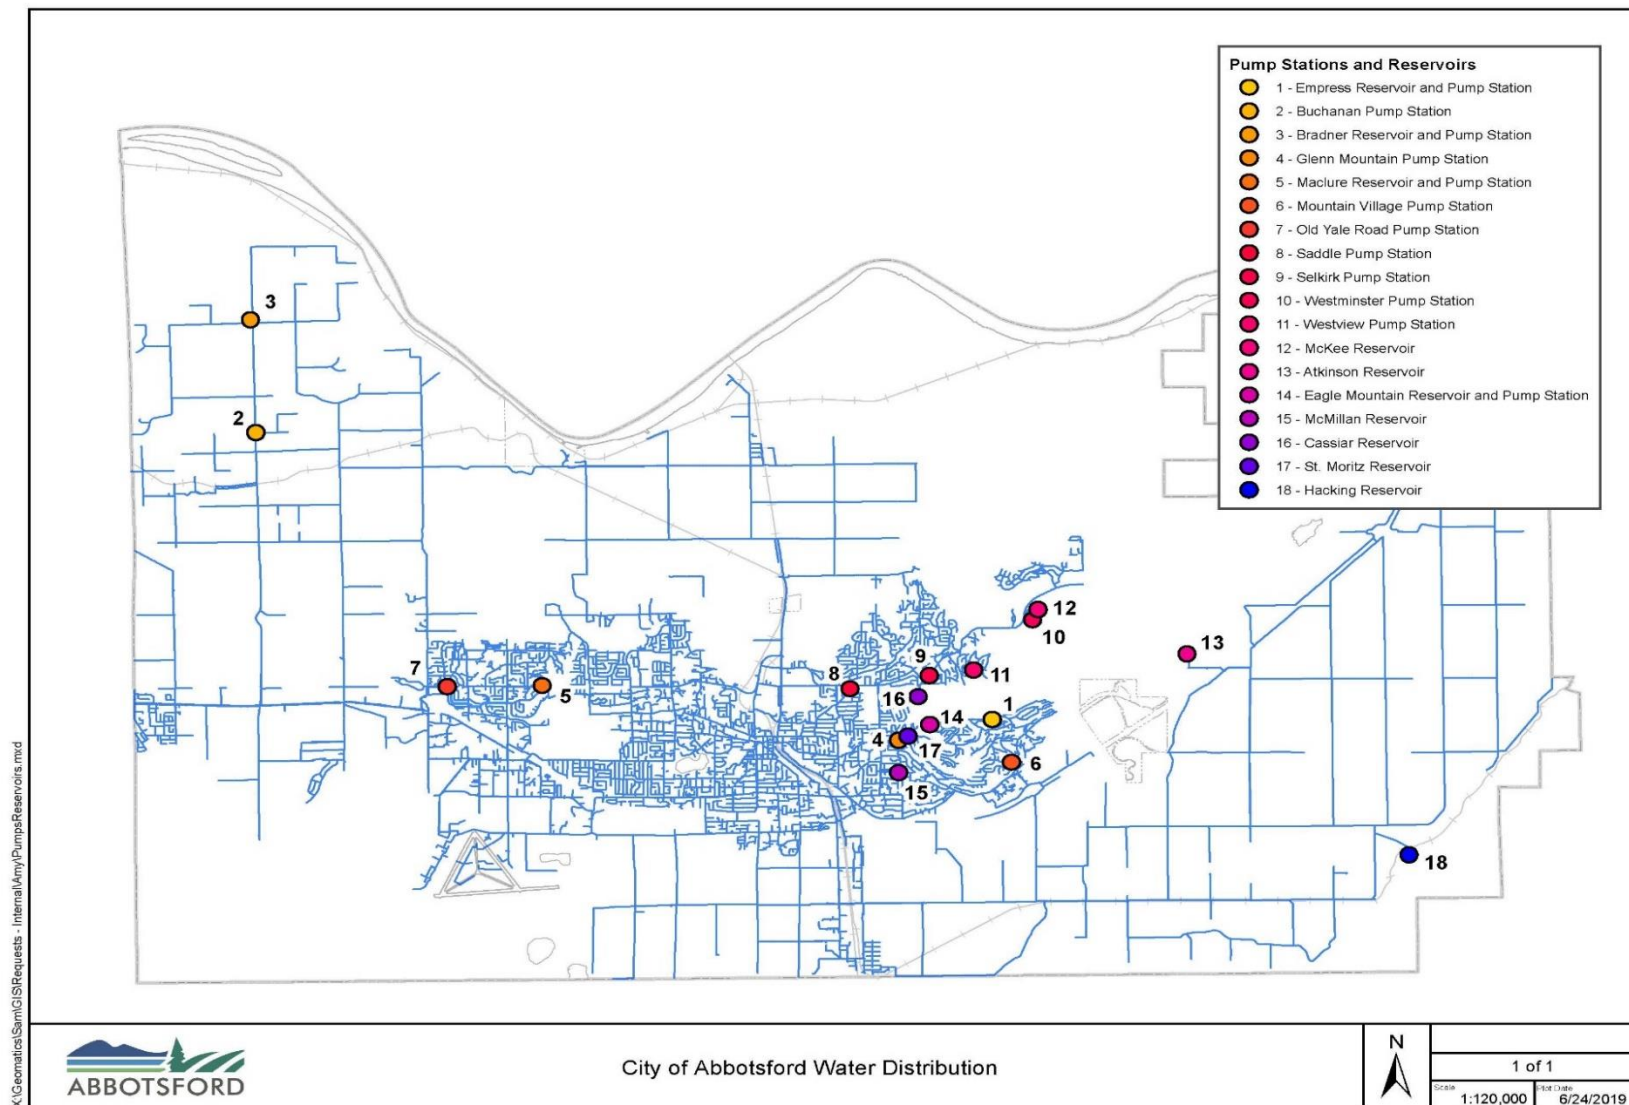 Pump Stations and Reservoirs
1 - Empress Reservoir and Pump Station
2 - Buchanan Pump Station
3 - Bradner Reservoir and Pump Station
4 - Glenn Mountain Pump Station
5 - Maclure Reservoir and Pump Station
6 - Mountain Village Pump Station
7 - Old Yale Road Pump Station
8 - Saddle Pump Station
9 - Selkirk Pump Station
10 - Westminster Pump Station
11 - Westview Pump Station
12 - McKee Reservoir
13 - Atkinson Reservoir
14 - Eagle Mountain Reservoir and Pump Station
15 - McMillan Reservoir
16 - Cassiar Reservoir
17 - St. Moritz Reservoir
18 - Hacking Reservoir
3
2
12
10
13
9
11
7
8
5
16
1
14
4
17
6
15
18
X:\Geomatics\Sam\GIS\Requests - Internal\Amy\PumpsReservoirs.mxd
ABBOTSFORD
City of Abbotsford Water Distribution
N
1 of 1
Scale
1:120,000
Plot Date
6/24/2019